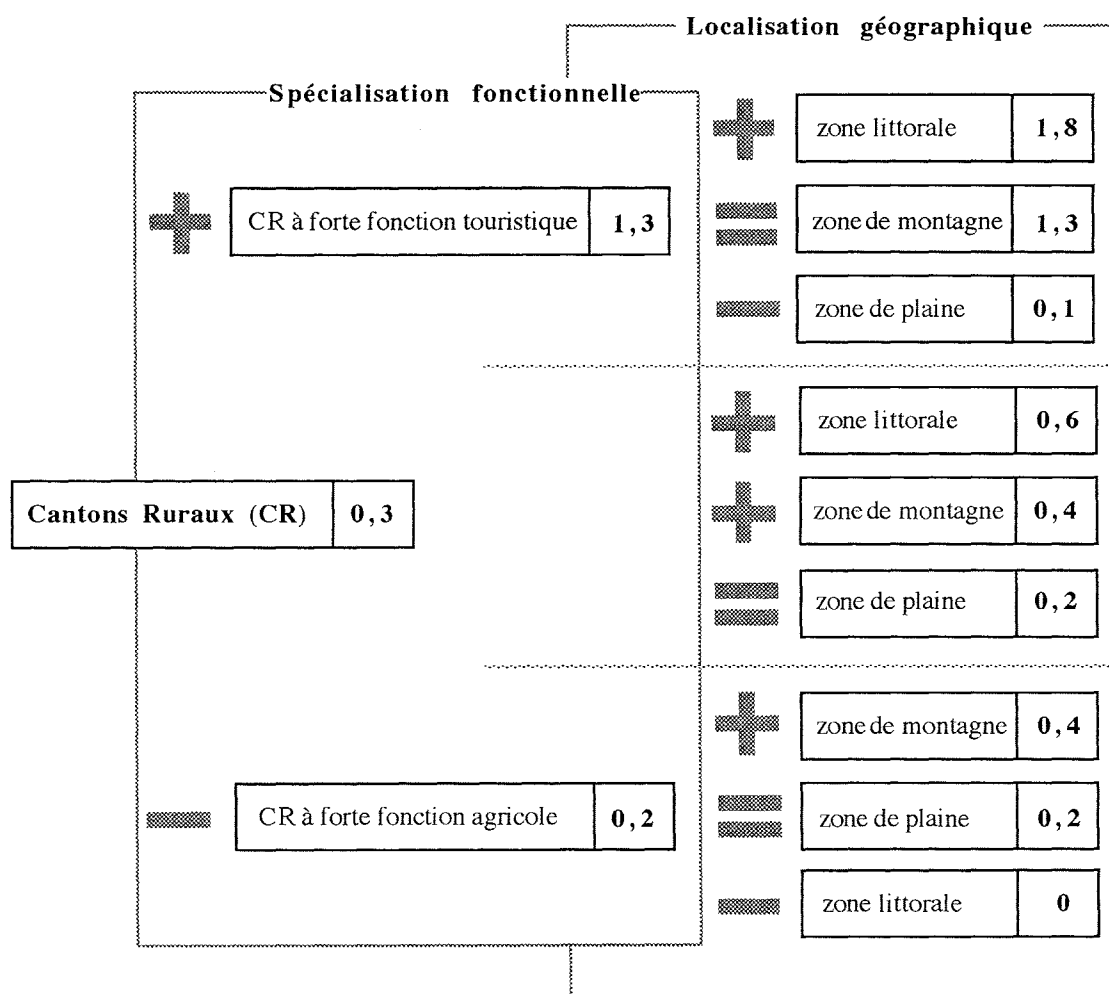 Localisation géographique
Spécialisation fonctionnelle
zone littorale 1,8
CR à forte fonction touristique 1,3
zone de montagne 1,3
zone de plaine 0,1
zone littorale 0,6
Cantons Ruraux (CR) 0,3
zone de montagne 0,4
zone de plaine 0,2
zone de montagne 0,4
CR à forte fonction agricole 0,2
zone de plaine 0,2
zone littorale 0